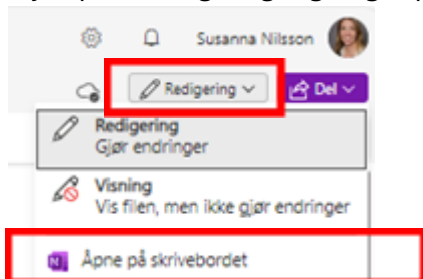 Susanna Nilsson
Redigering
Del
Redigering
Gjør endringer
Visning
Vis filen, men ikke gjør endringer
Åpne på skrivebordet